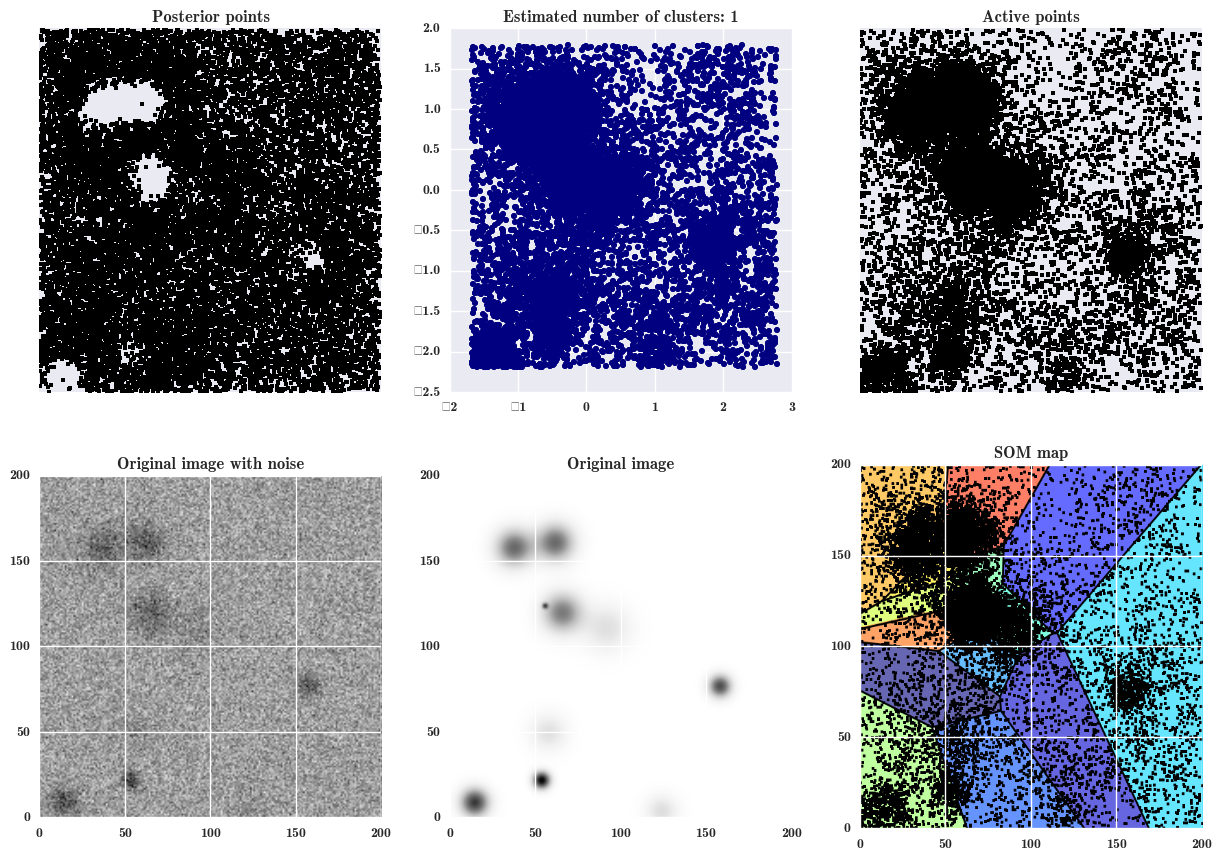 Posterior points
Estimated number of clusters: 1
Active points
2.0
1.5
1.0
0.5
0.0
□0.5
□1.0
□1.5
□2.0
□2.5
□2 □1 0 1 2 3
Original image with noise
200
150
100
50
0
0 50 100 150 200
Original image
200
150
100
50
0
0 50 100 150 200
SOM map
200
150
100
50
0
0 50 100 150 200